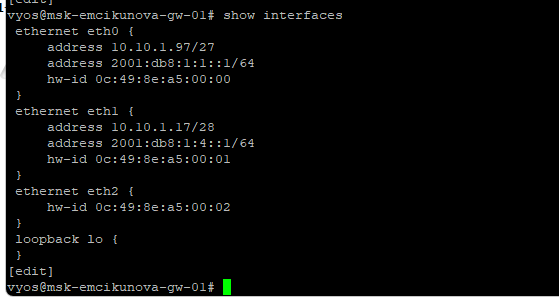 [edit]
vyos@msk-emcikunova-gw-01# show interfaces
ethernet eth0 {
address 10.10.1.97/27
address 2001:db8:1:1::1/64
hw-id 0c:49:8e:a5:00:00
}
ethernet eth1 {
address 10.10.1.17/28
address 2001:db8:1:4::1/64
hw-id 0c:49:8e:a5:00:01
}
ethernet eth2 {
hw-id 0c:49:8e:a5:00:02
}
loopback lo {
}
[edit]
vyos@msk-emcikunova-gw-01#